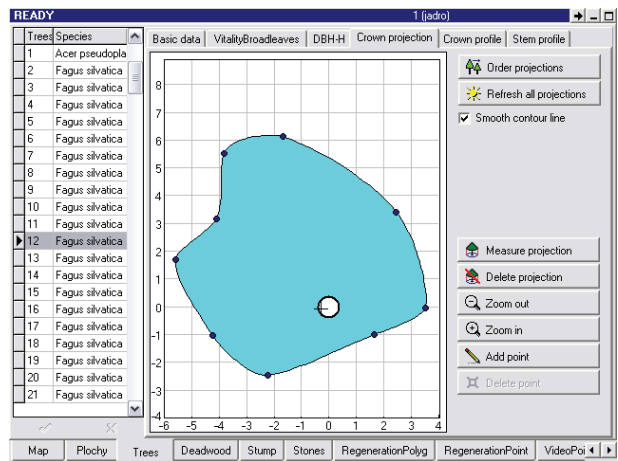 READY 1 (jadro)
Trees Species
Basic data VitalityBroadleaves DBH-H Crown projection Crown profile Stem profile
1 Acer pseudopla
2 Fagus silvatica
3 Fagus silvatica
4 Fagus silvatica
5 Fagus silvatica
6 Fagus silvatica
7 Fagus silvatica
8 Fagus silvatica
9 Fagus silvatica
10 Fagus silvatica
11 Fagus silvatica
12 Fagus silvatica
13 Fagus silvatica
14 Fagus silvatica
15 Fagus silvatica
16 Fagus silvatica
17 Fagus silvatica
18 Fagus silvatica
19 Fagus silvatica
20 Fagus silvatica
21 Fagus silvatica
8
7
6
5
4
3
2
1
0
-1
-2
-3
-4
-6 -5 -4 -3 -2 -1 0 1 2 3 4
Order projections
Refresh all projections
Smooth contour line
Measure projection
Delete projection
Zoom out
Zoom in
Add point
Delete point
Map Plochy Trees Deadwood Stump Stones RegenerationPolyg RegenerationPoint VideoPoi